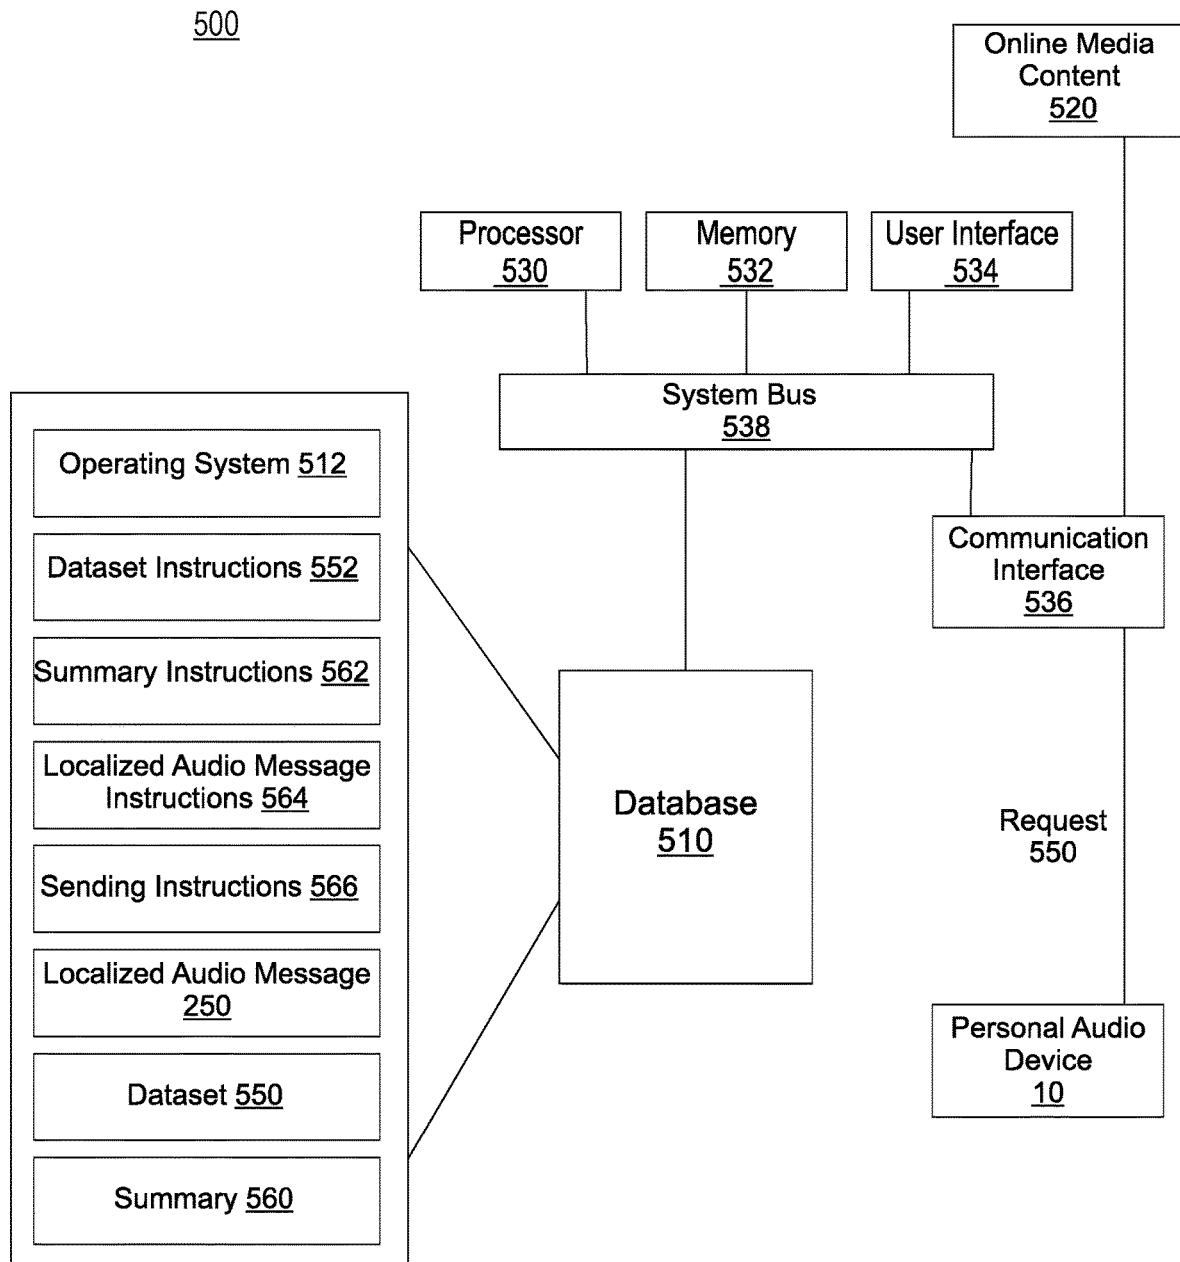 500
Online Media
Content
520
Processor
530
Memory
532
User Interface
534
System Bus
538
Operating System 512
Dataset Instructions 552
Summary Instructions 562
Localized Audio Message
Instructions 564
Sending Instructions 566
Localized Audio Message
250
Dataset 550
Summary 560
Database
510
Communication
Interface
536
Request
550
Personal Audio
Device
10